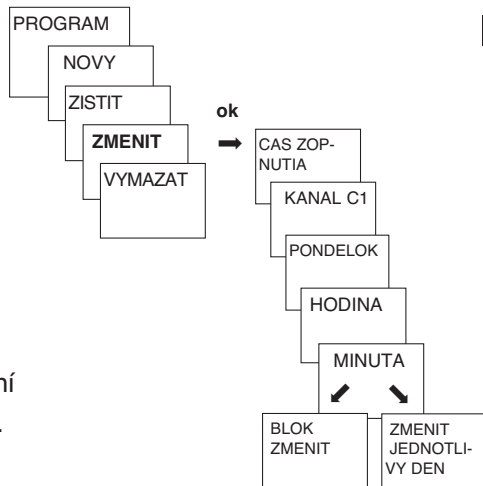 PROGRAM
NOVY
ZISTIT
ZMENIT
VYMAZAT
ok
CAS ZOP-
NUTIA
KANAL C1
PONDELOK
HODINA
MINUTA
BLOK
ZMENIT
ZMENIT
JEDNOTLI-
VY DEN
ní
.